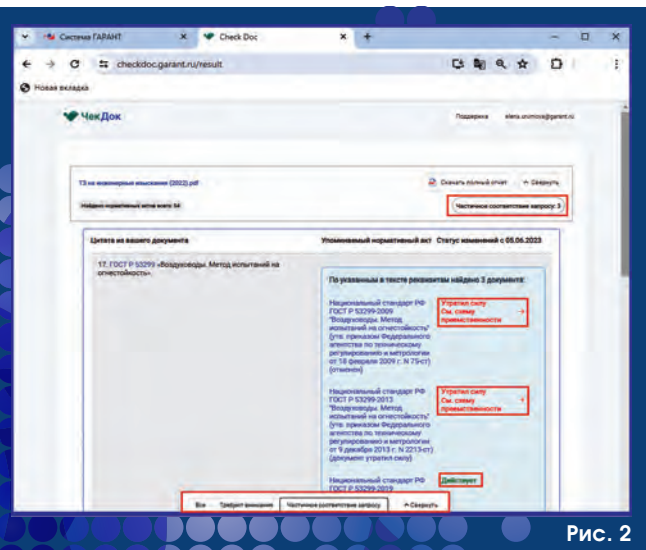 Система ГАРАНТ
Check Doc
checkdoc.garant.ru/result
Новая вкладка
ЧекДок
Поддержка
ТЗ на инженерные изыскания (2022).pdf
Скачать полный отчет
Свернуть
Найдено нормативных актов всего: 54
Частичное соответствие запросу: 3
Цитата из вашего документа
Упоминаемый нормативный акт
Статус изменений с 05.06.2023
17. ГОСТ Р 53299 «Воздуховоды. Метод испытаний на
огнестойкость».
По указанным в тексте реквизитам найдено 3 документа:
Национальный стандарт РФ
ГОСТ Р 53299-2009
"Воздуховоды. Метод
испытаний на огнестойкость"
(утв. приказом Федерального
агентства по техническому
регулированию и метрологии
от 18 февраля 2009 г. N 75-ст)
(отменен)
Утратил силу
См. схему →
преемственности
Национальный стандарт РФ
ГОСТ Р 53299-2013
"Воздуховоды. Метод
испытаний на огнестойкость"
(утв. приказом Федерального
агентства по техническому
регулированию и метрологии
от 9 декабря 2013 г. N 2213-ст)
(документ утратил силу)
Утратил силу
См. схему →
преемственности
Национальный стандарт РФ
ГОСТ Р 53299-2019
Действует
Все
Требуют внимания
Частичное соответствие запросу
Свернуть
Рис. 2